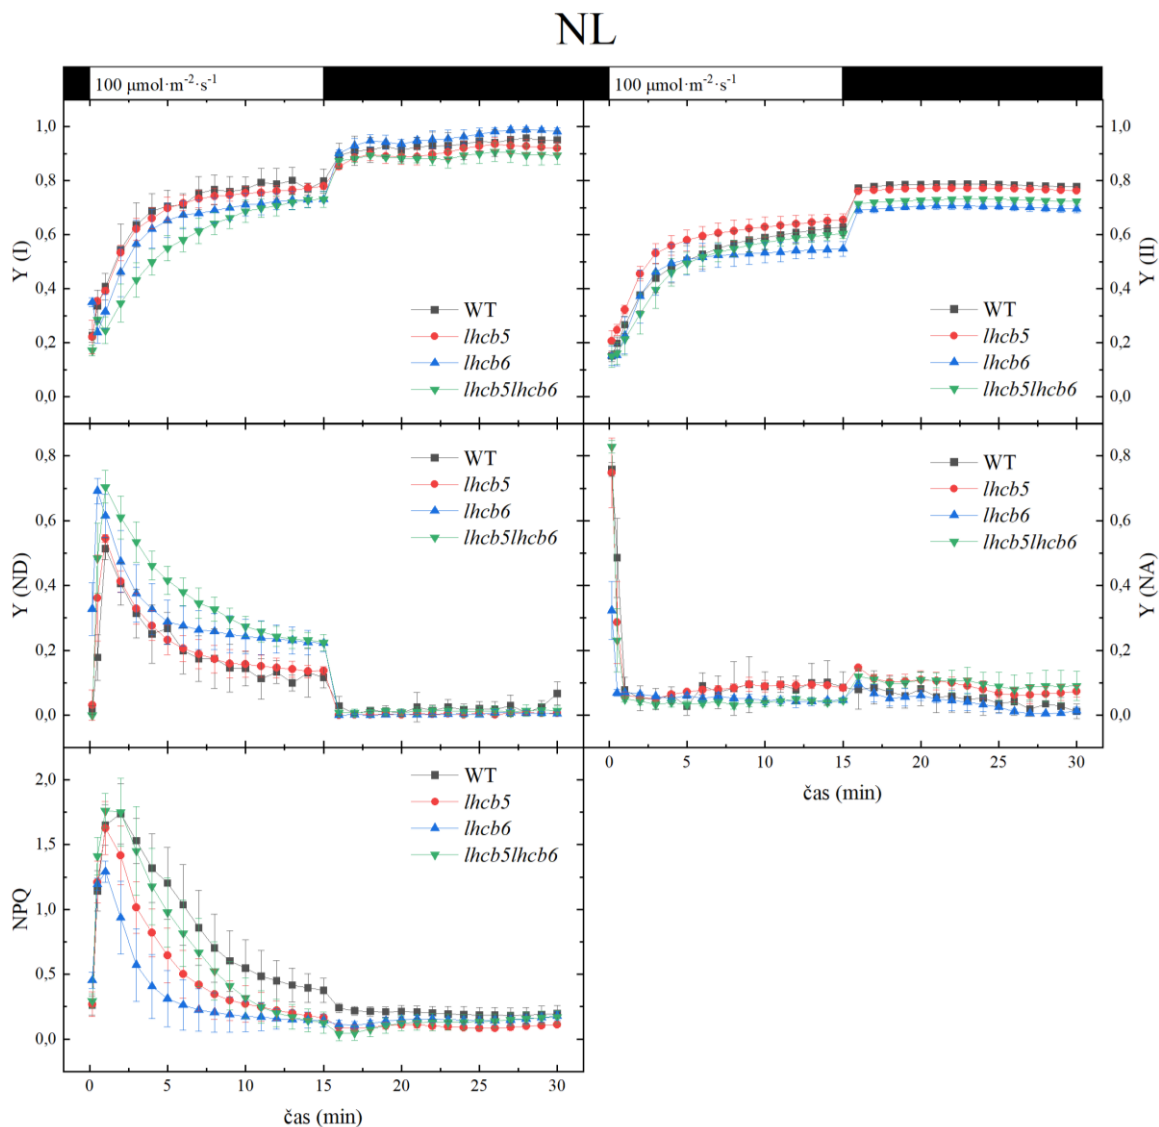 NL
100 μmol·m⁻²·s⁻¹
100 μmol·m⁻²·s⁻¹
1,0
0,8
0,6
0,4
0,2
0,0
Y (I)
WT
lhcb5
lhcb6
lhcb5lhcb6
1,0
0,8
0,6
0,4
0,2
0,0
Y (II)
WT
lhcb5
lhcb6
lhcb5lhcb6
0,8
0,6
0,4
0,2
0,0
Y (ND)
WT
lhcb5
lhcb6
lhcb5lhcb6
0,8
0,6
0,4
0,2
0,0
Y (NA)
WT
lhcb5
lhcb6
lhcb5lhcb6
0 5 10 15 20 25 30
čas (min)
2,0
1,5
1,0
0,5
0,0
NPQ
WT
lhcb5
lhcb6
lhcb5lhcb6
0 5 10 15 20 25 30
čas (min)